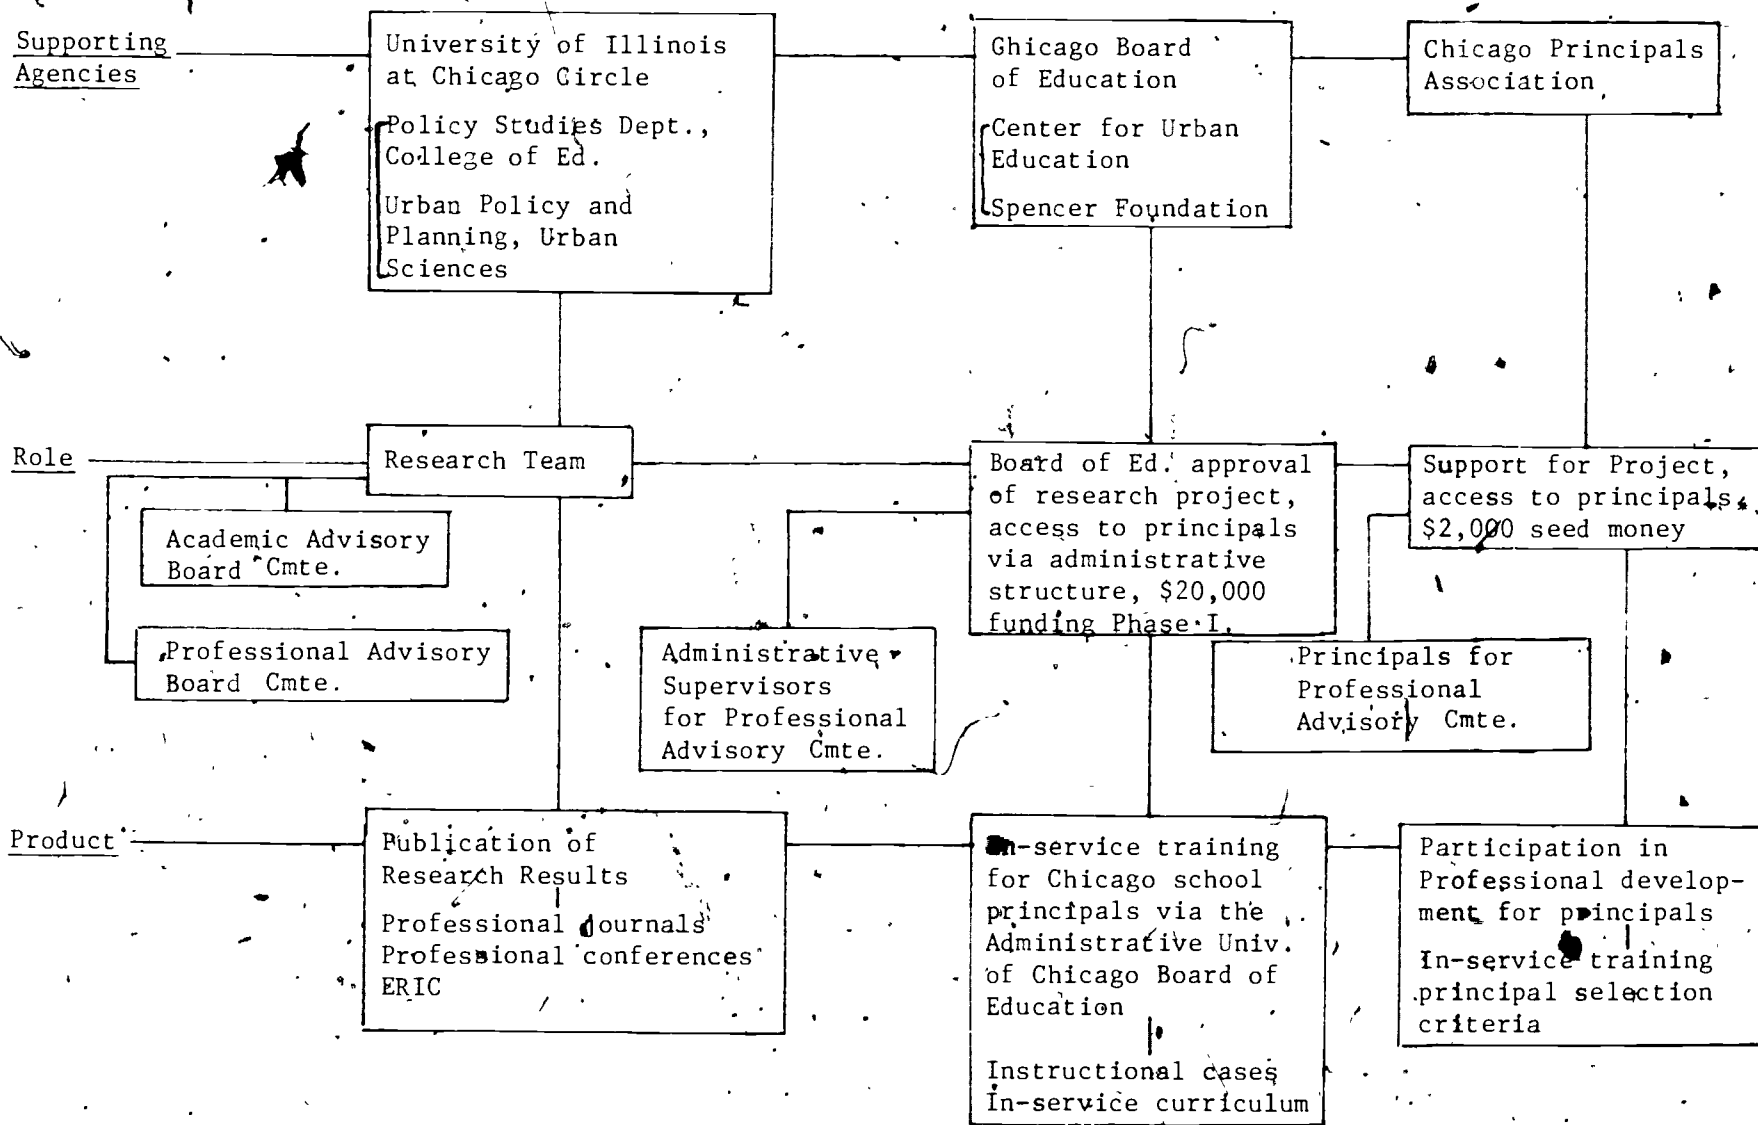 Supporting
Agencies
University of Illinois
at Chicago Circle
Policy Studies Dept.,
College of Ed.
Urban Policy and
Planning, Urban
Sciences
Chicago Board
of Education
Center for Urban
Education
Spencer Foundation
Chicago Principals
Association
Role
Research Team
Academic Advisory
Board Cmte.
Professional Advisory
Board Cmte.
Board of Ed. approval
of research project,
access to principals
via administrative
structure, $20,000
funding Phase I.
Administrative
Supervisors
for Professional
Advisory Cmte.
Support for Project,
access to principals,
$2,000 seed money
Principals for
Professional
Advisory Cmte.
Product
Publication of
Research Results
Professional Journals
Professional conferences
ERIC
In-service training
for Chicago school
principals via the
Administrative Univ.
of Chicago Board of
Education
Instructional cases
In-service curriculum
Participation in
Professional develop-
ment for principals
In-service training
principal selection
criteria